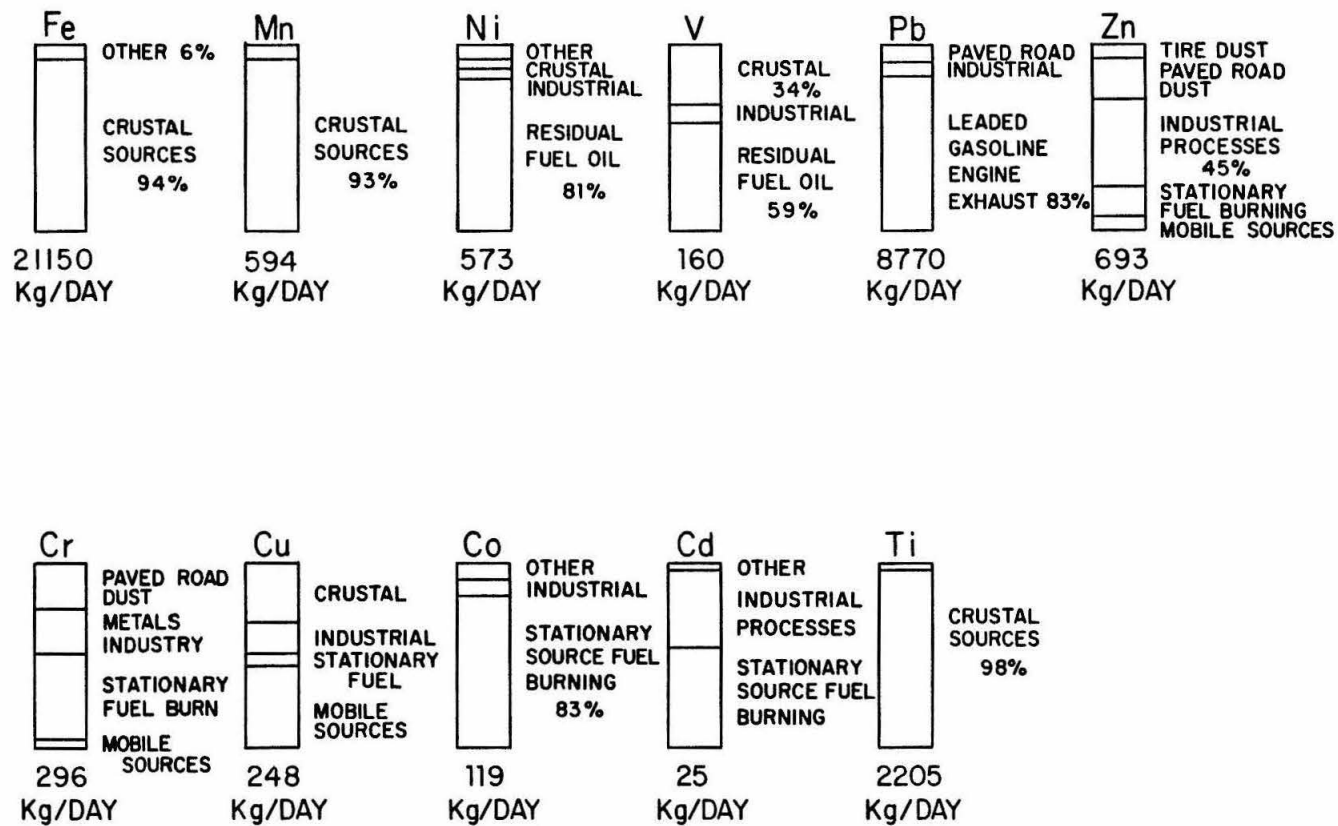 Fe
OTHER 6%
CRUSTAL
SOURCES
94%
21150
Kg/DAY
Mn
CRUSTAL
SOURCES
93%
594
Kg/DAY
Ni
OTHER
CRUSTAL
INDUSTRIAL
RESIDUAL
FUEL OIL
81%
573
Kg/DAY
V
CRUSTAL
34%
INDUSTRIAL
RESIDUAL
FUEL OIL
59%
160
Kg/DAY
Pb
PAVED ROAD
INDUSTRIAL
LEADED
GASOLINE
ENGINE
EXHAUST 83%
8770
Kg/DAY
Zn
TIRE DUST
PAVED ROAD
DUST
INDUSTRIAL
PROCESSES
45%
STATIONARY
FUEL BURNING
MOBILE SOURCES
693
Kg/DAY
Cr
PAVED ROAD
DUST
METALS
INDUSTRY
STATIONARY
FUEL BURN
MOBILE
SOURCES
296
Kg/DAY
Cu
CRUSTAL
INDUSTRIAL
STATIONARY
FUEL
MOBILE
SOURCES
248
Kg/DAY
Co
OTHER
INDUSTRIAL
STATIONARY
SOURCE FUEL
BURNING
83%
119
Kg/DAY
Cd
OTHER
INDUSTRIAL
PROCESSES
STATIONARY
SOURCE FUEL
BURNING
25
Kg/DAY
Ti
CRUSTAL
SOURCES
98%
2205
Kg/DAY